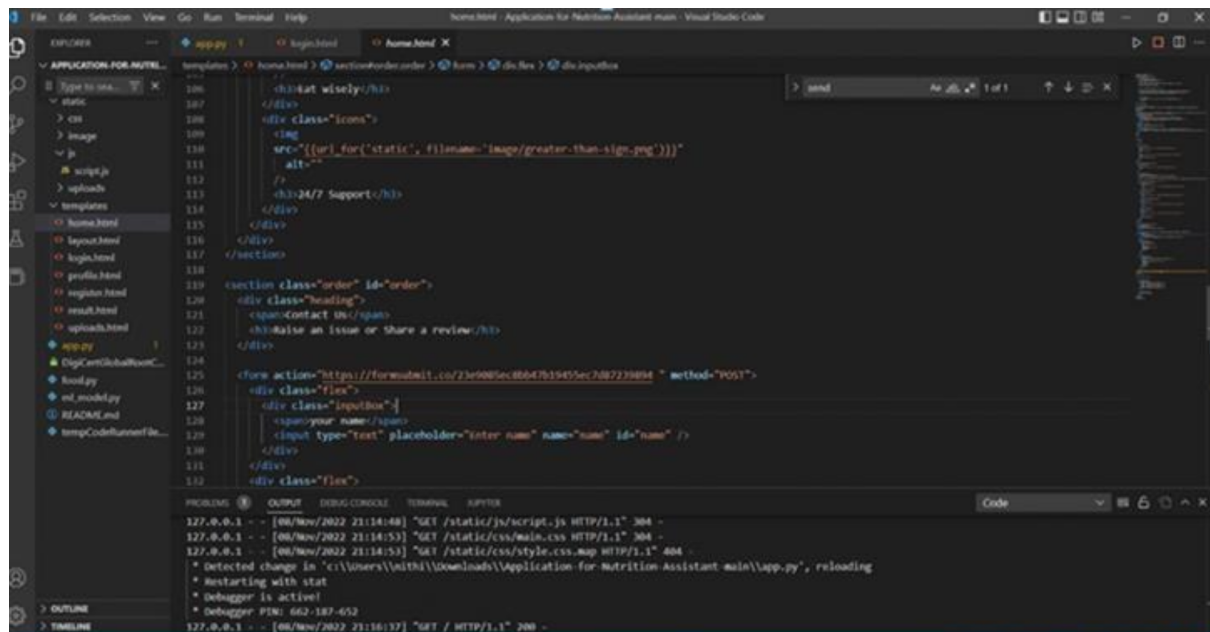 File Edit Selection View Go Run Terminal Help
home.html - Application-for-Nutrition-Assistant-main - Visual Studio Code
EXPLORER
APPLICATION-FOR-NUTRI...
Type to sea...
static
css
image
js
script.js
uploads
templates
home.html
layout.html
login.html
profile.html
register.html
result.html
uploads.html
app.py 1
DigiCertGlobalRootC...
food.py
ml_model.py
README.md
tempCodeRunnerFile....
OUTLINE
TIMELINE
app.py 1 login.html home.html
templates > home.html > section#order.order > form > div.flex > div.inputBox
send Aa 1 of 1
106 <h3>Eat wisely</h3>
107 </div>
108 <div class="icons">
109 <img
110 src="{{url_for('static', filename='image/greater-than-sign.png')}}"
111 alt=""
112 />
113 <h3>24/7 Support</h3>
114 </div>
115 </div>
116 </div>
117 </section>
118
119 <section class="order" id="order">
120 <div class="heading">
121 <span>Contact Us</span>
122 <h3>Raise an issue or Share a review</h3>
123 </div>
124
125 <form action="https://formsubmit.co/ " method="POST">
126 <div class="flex">
127 <div class="inputBox">
128 <span>your name</span>
129 <input type="text" placeholder="Enter name" name="name" id="name" />
130 </div>
131 </div>
132 <div class="flex">
PROBLEMS 1 OUTPUT DEBUG CONSOLE TERMINAL JUPYTER Code
127.0.0.1 - - [08/Nov/2022 21:14:48] "GET /static/js/script.js HTTP/1.1" 304 -
127.0.0.1 - - [08/Nov/2022 21:14:53] "GET /static/css/main.css HTTP/1.1" 304 -
127.0.0.1 - - [08/Nov/2022 21:14:53] "GET /static/css/style.css.map HTTP/1.1" 404 -
* Detected change in 'c:\\Users\\nithi\\Downloads\\Application-for-Nutrition-Assistant-main\\app.py', reloading
* Restarting with stat
* Debugger is active!
* Debugger PIN: 662-187-652
127.0.0.1 - - [08/Nov/2022 21:16:37] "GET / HTTP/1.1" 200 -